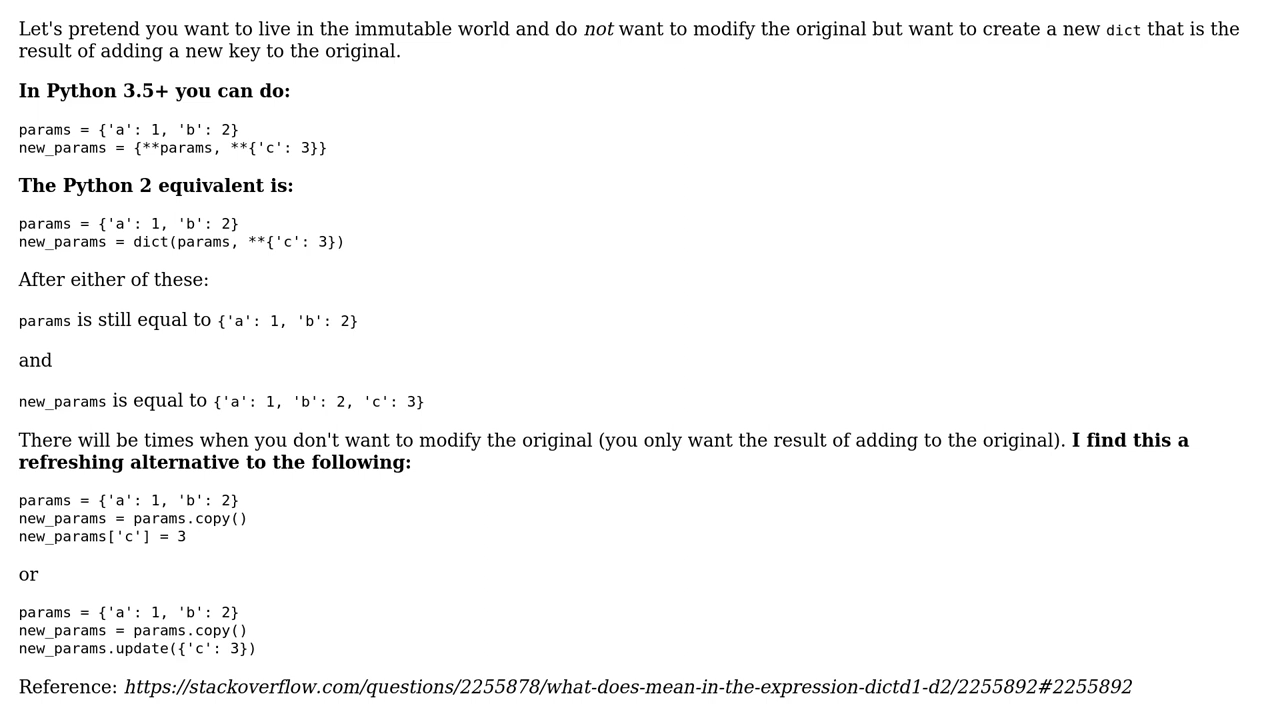 Let's pretend you want to live in the immutable world and do not want to modify the original but want to create a new dict that is the
result of adding a new key to the original.
In Python 3.5+ you can do:
params = {'a': 1, 'b': 2}
new_params = {**params, **{'c': 3}}
The Python 2 equivalent is:
params = {'a': 1, 'b': 2}
new_params = dict(params, **{'c': 3})
After either of these:
params is still equal to {'a': 1, 'b': 2}
and
new_params is equal to {'a': 1, 'b': 2, 'c': 3}
There will be times when you don't want to modify the original (you only want the result of adding to the original). I find this a
refreshing alternative to the following:
params = {'a': 1, 'b': 2}
new_params = params.copy()
new_params['c'] = 3
or
params = {'a': 1, 'b': 2}
new_params = params.copy()
new_params.update({'c': 3})
Reference: https://stackoverflow.com/questions/2255878/what-does-mean-in-the-expression-dictd1-d2/2255892#2255892